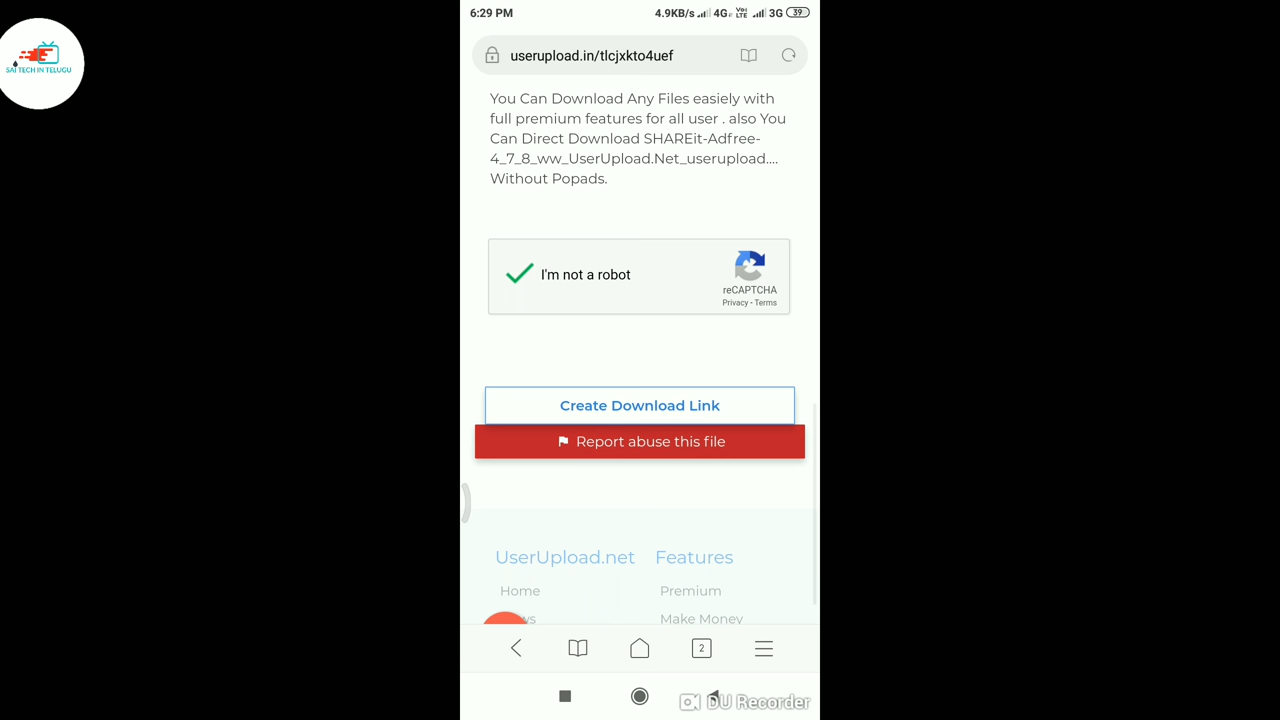 6:29 PM
4.9KB/s 4G Vo LTE 3G 39
SAI TECH IN TELUGU
userupload.in/tlcjxkto4uef
You Can Download Any Files easiely with
full premium features for all user . also You
Can Direct Download SHAREit-Adfree-
4_7_8_ww_UserUpload.Net_userupload....
Without Popads.
I'm not a robot
reCAPTCHA
Privacy - Terms
Create Download Link
Report abuse this file
UserUpload.net Features
Home Premium
Make Money
2
DU Recorder